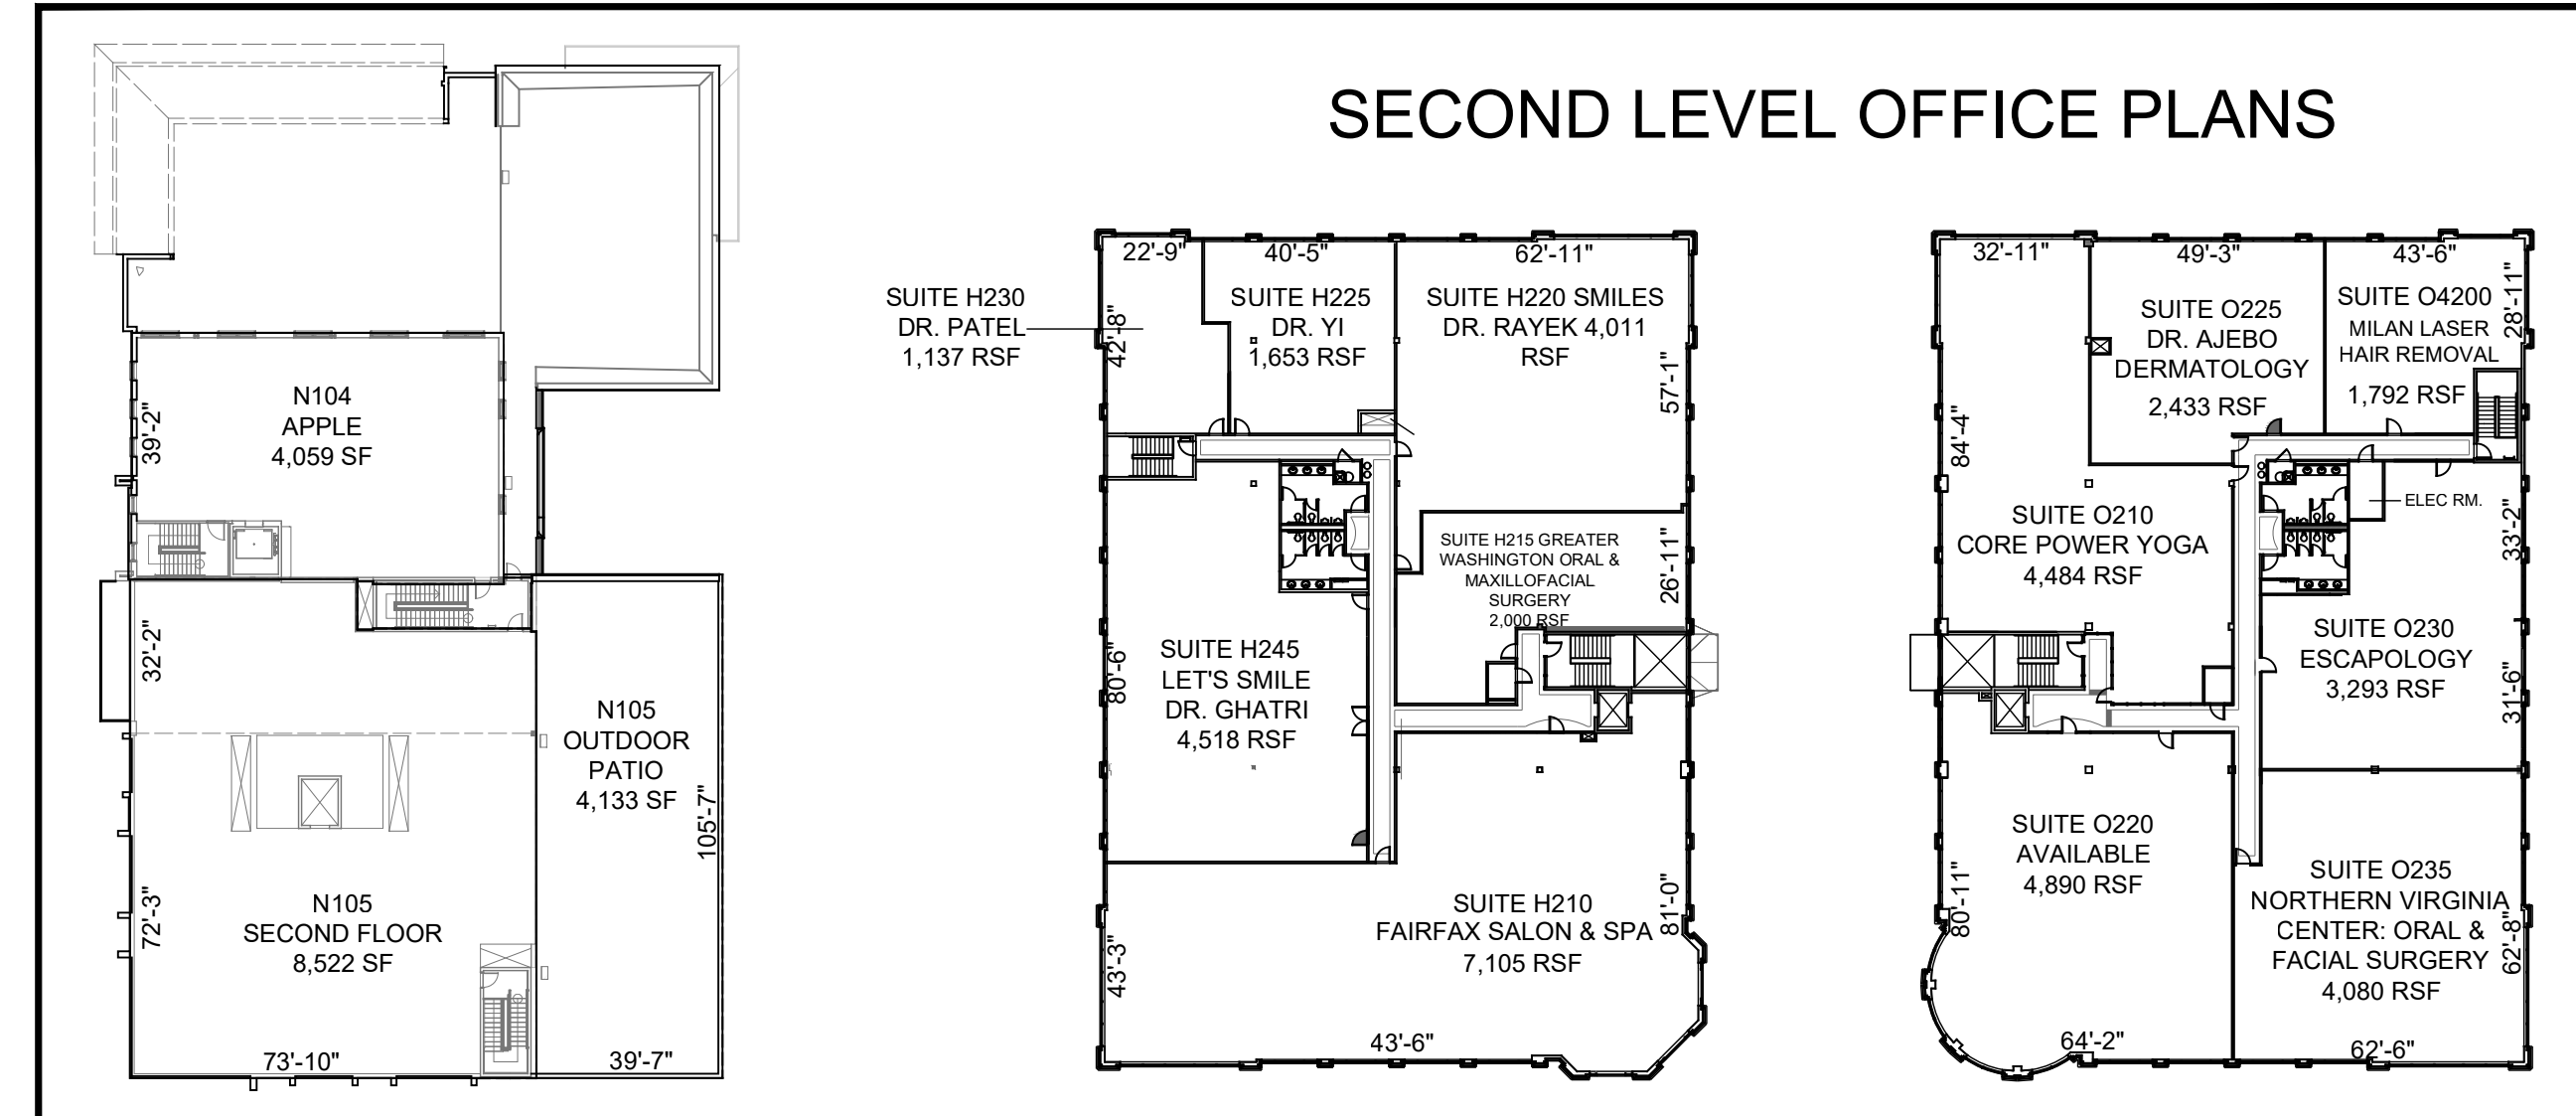 SECOND LEVEL OFFICE PLANS
N104
APPLE
4,059 SF
39'-2"
32'-2"
N105
OUTDOOR
PATIO
4,133 SF
105'-7"
N105
SECOND FLOOR
8,522 SF
72'-3"
73'-10"
39'-7"
22'-9"
40'-5"
62'-11"
SUITE H230
DR. PATEL
1,137 RSF
42'-8"
SUITE H225
DR. YI
1,653 RSF
SUITE H220 SMILES
DR. RAYEK 4,011
RSF
57'-1"
SUITE H215 GREATER
WASHINGTON ORAL &
MAXILLOFACIAL
SURGERY
2,000 RSF
26'-11"
SUITE H245
LET'S SMILE
DR. GHATRI
4,518 RSF
80'-6"
SUITE H210
FAIRFAX SALON & SPA
7,105 RSF
81'-0"
43'-3"
43'-6"
32'-11"
49'-3"
43'-6"
SUITE O225
DR. AJEBO
DERMATOLOGY
2,433 RSF
SUITE O4200
MILAN LASER
HAIR REMOVAL
1,792 RSF
28'-11"
84'-4"
ELEC RM.
SUITE O210
CORE POWER YOGA
4,484 RSF
33'-2"
SUITE O230
ESCAPOLOGY
3,293 RSF
31'-6"
SUITE O220
AVAILABLE
4,890 RSF
80'-11"
SUITE O235
NORTHERN VIRGINIA
CENTER: ORAL &
FACIAL SURGERY
4,080 RSF
62'-8"
64'-2"
62'-6"